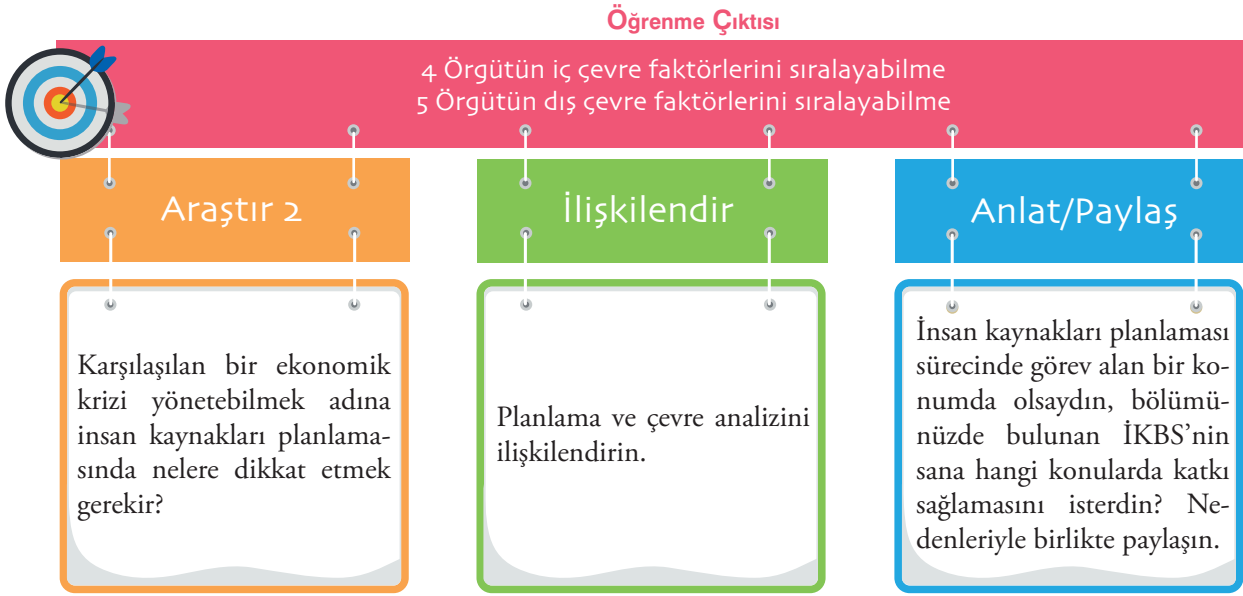 Öğrenme Çıktısı
4 Örgütün iç çevre faktörlerini sıralayabilme
5 Örgütün dış çevre faktörlerini sıralayabilme
Araştır 2
Karşılaşılan bir ekonomik
krizi yönetebilmek adına
insan kaynakları planlama-
sında nelere dikkat etmek
gerekir?
İlişkilendir
Planlama ve çevre analizini
ilişkilendirin.
Anlat/Paylaş
İnsan kaynakları planlaması
sürecinde görev alan bir ko-
numda olsaydın, bölümü-
nüzde bulunan İKBS’nin
sana hangi konularda katkı
sağlamasını isterdin? Ne-
denleriyle birlikte paylaşın.